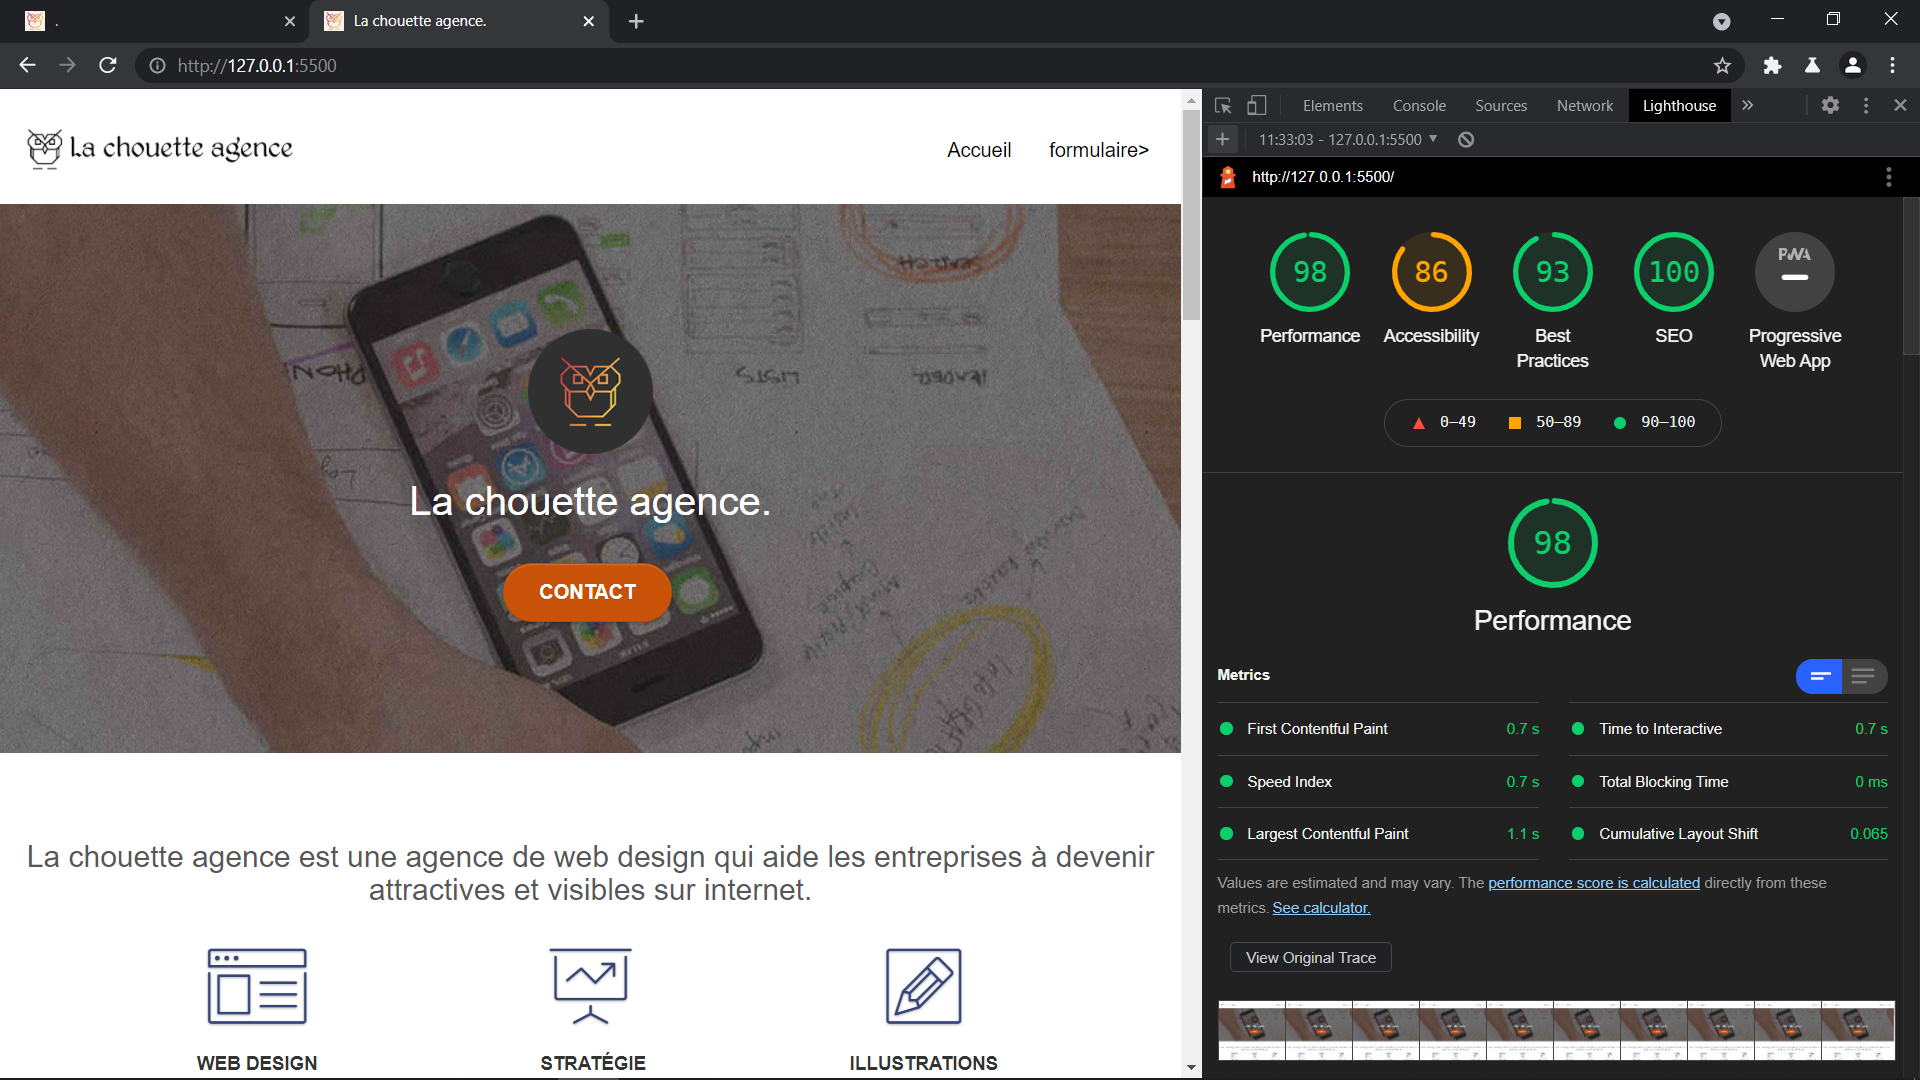 .
La chouette agence.
http://127.0.0.1:5500
La chouette agence
Accueil
formulaire>
La chouette agence.
CONTACT
La chouette agence est une agence de web design qui aide les entreprises à devenir
attractives et visibles sur internet.
WEB DESIGN
STRATÉGIE
ILLUSTRATIONS
Elements
Console
Sources
Network
Lighthouse
11:33:03 - 127.0.0.1:5500
http://127.0.0.1:5500/
98
Performance
86
Accessibility
93
Best
Practices
100
SEO
PWA
Progressive
Web App
0–49
50–89
90–100
98
Performance
Metrics
First Contentful Paint
0.7 s
Time to Interactive
0.7 s
Speed Index
0.7 s
Total Blocking Time
0 ms
Largest Contentful Paint
1.1 s
Cumulative Layout Shift
0.065
Values are estimated and may vary. The performance score is calculated directly from these
metrics. See calculator.
View Original Trace